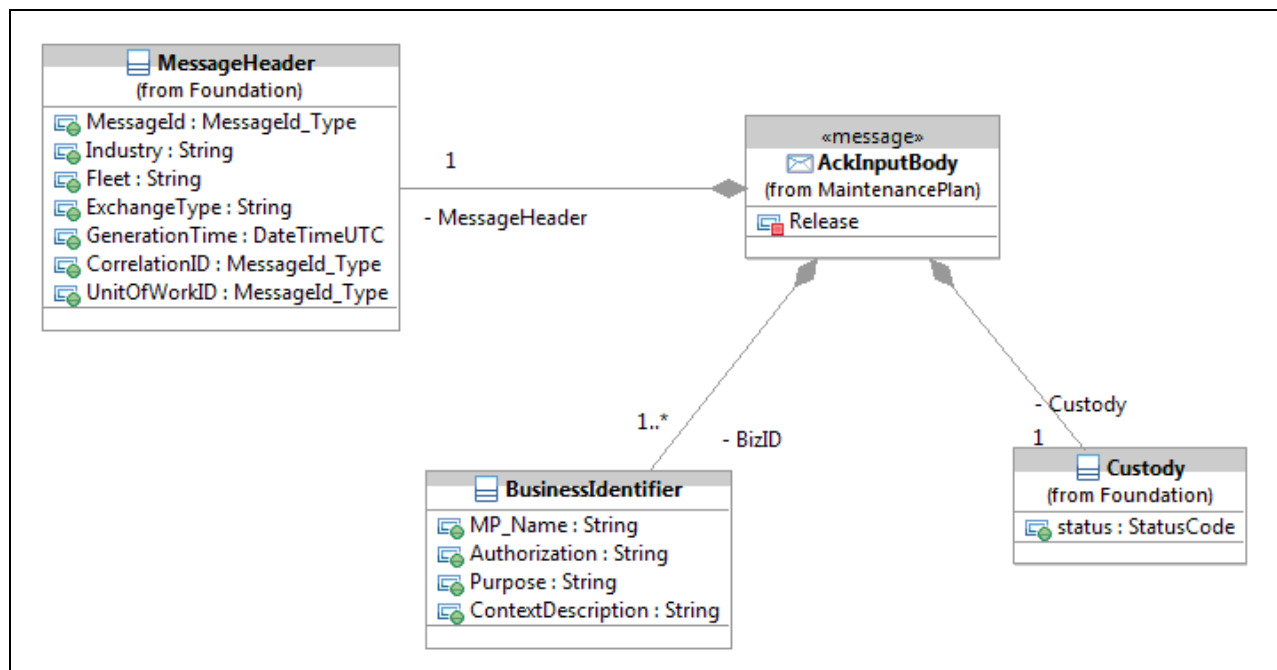 MessageHeader
(from Foundation)
MessageId : MessageId_Type
Industry : String
Fleet : String
ExchangeType : String
GenerationTime : DateTimeUTC
CorrelationID : MessageId_Type
UnitOfWorkID : MessageId_Type
1
- MessageHeader
«message»
AckInputBody
(from MaintenancePlan)
Release
1..*
- BizID
- Custody
1
BusinessIdentifier
MP_Name : String
Authorization : String
Purpose : String
ContextDescription : String
Custody
(from Foundation)
status : StatusCode